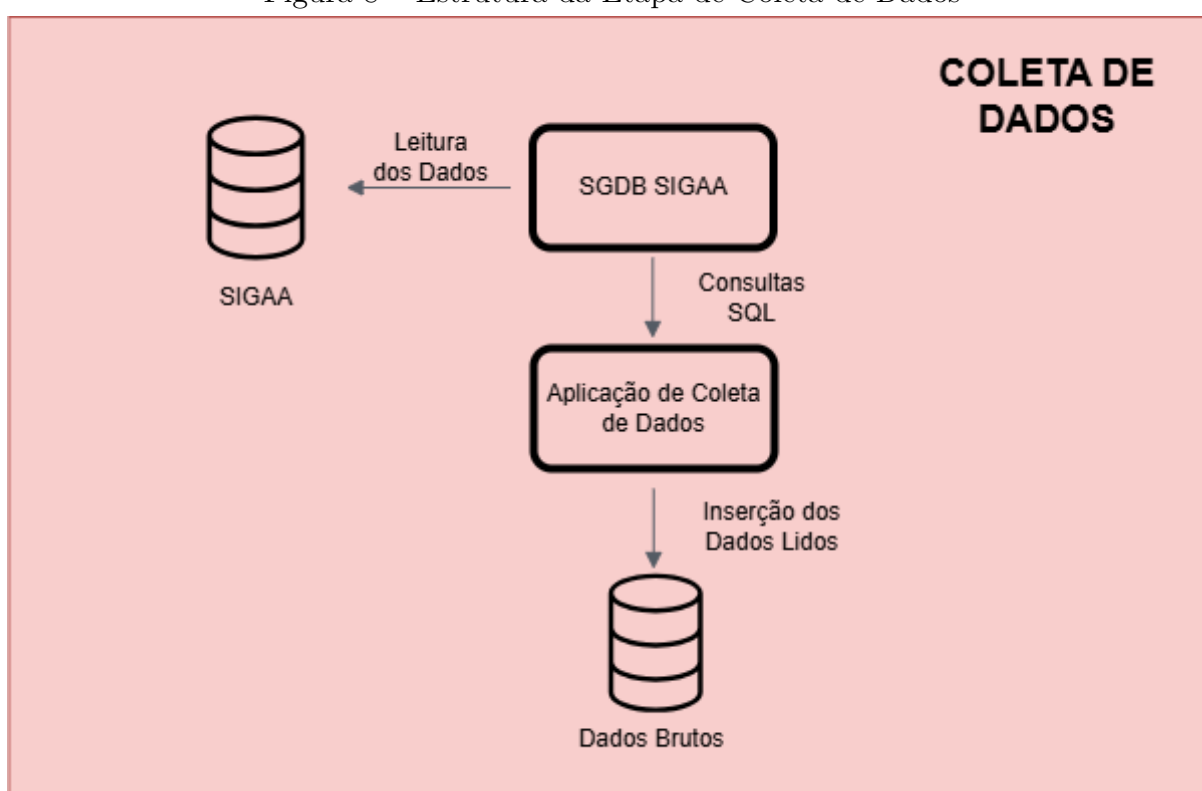 COLETA DE
DADOS
Leitura
dos Dados
SGDB SIGAA
SIGAA
Consultas
SQL
Aplicação de Coleta
de Dados
Inserção dos
Dados Lidos
Dados Brutos